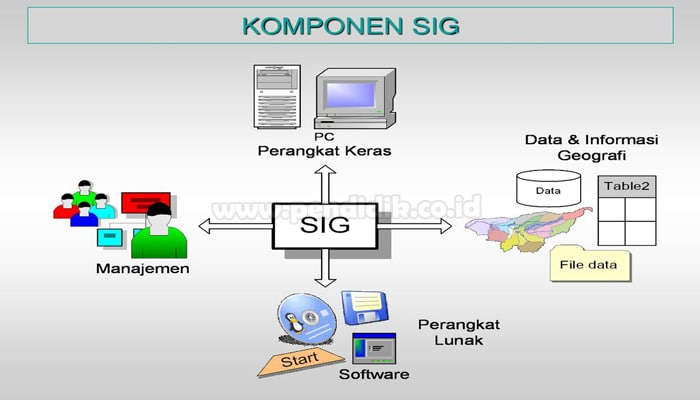 KOMPONEN SIG
PC
Perangkat Keras
Data & Informasi
Geografi
Data
Table2
www.pendidik.co.id
SIG
File data
Manajemen
Perangkat
Lunak
Start
Software